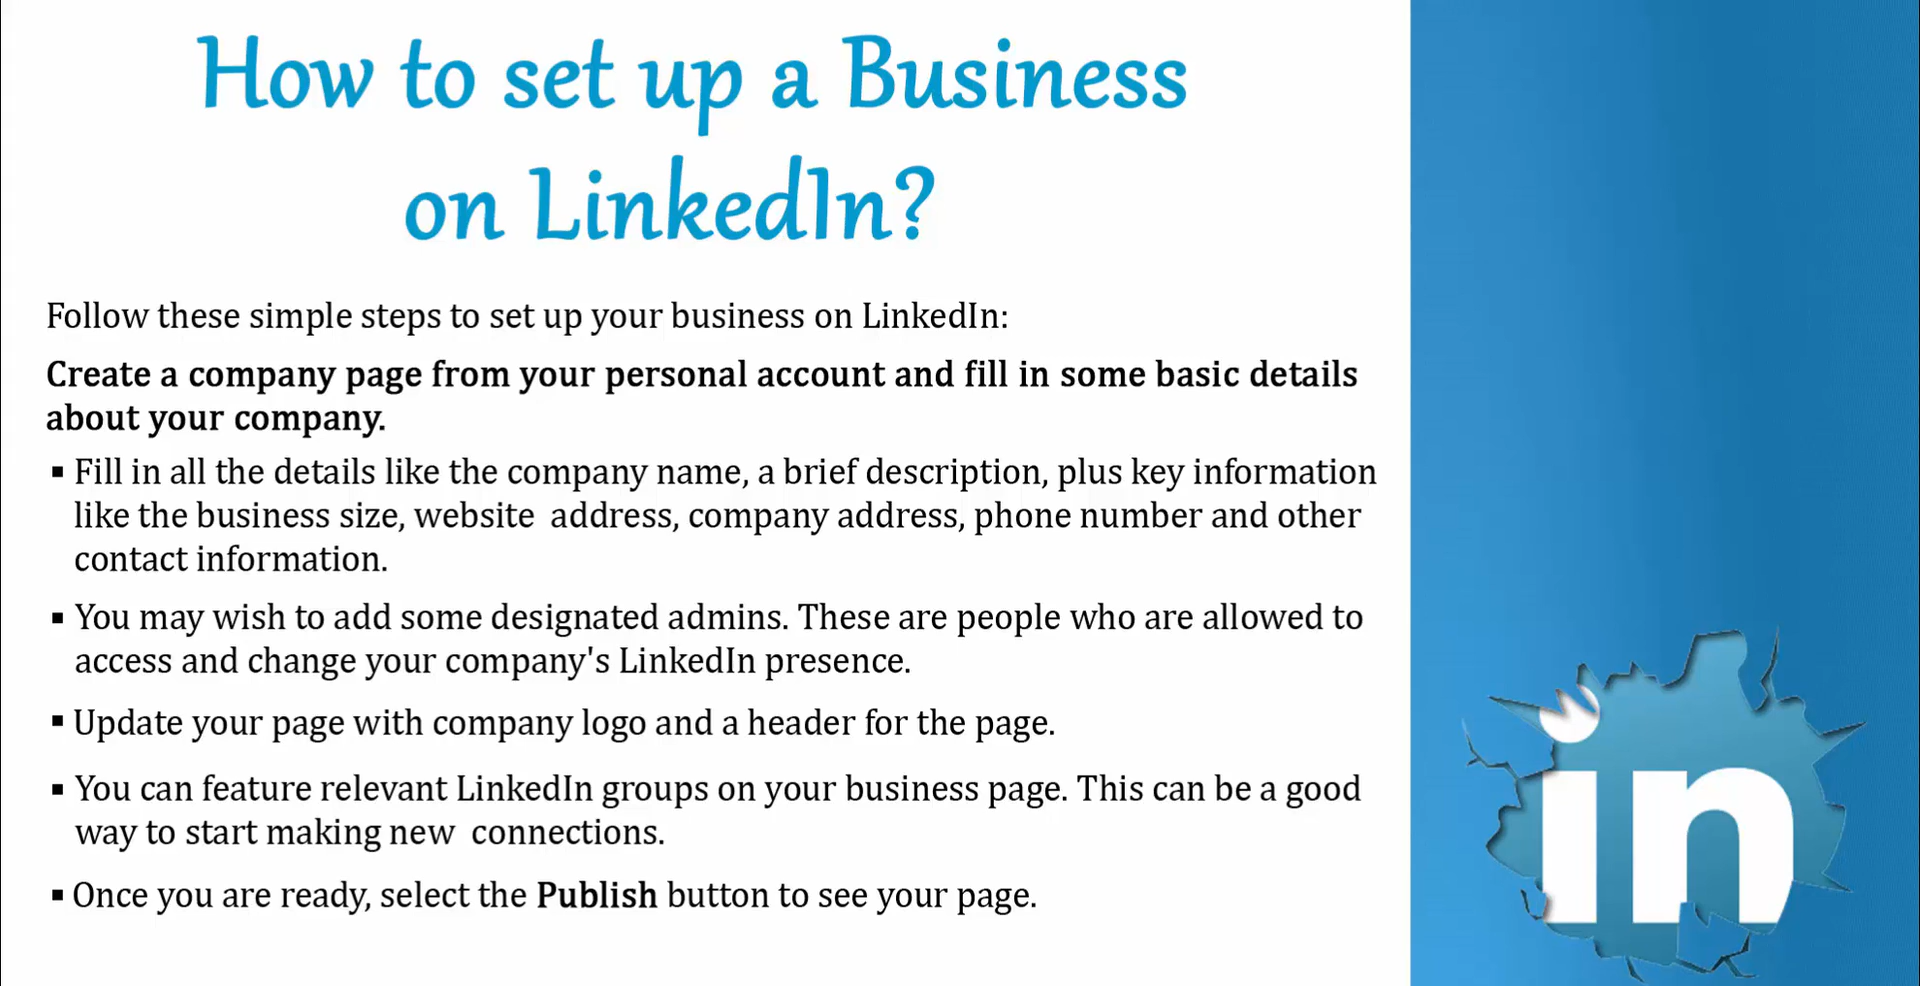 How to set up a Business
on LinkedIn?
Follow these simple steps to set up your business on LinkedIn:
Create a company page from your personal account and fill in some basic details
about your company.
▪ Fill in all the details like the company name, a brief description, plus key information
like the business size, website  address, company address, phone number and other
contact information.
▪ You may wish to add some designated admins. These are people who are allowed to
access and change your company's LinkedIn presence.
▪ Update your page with company logo and a header for the page.
▪ You can feature relevant LinkedIn groups on your business page. This can be a good
way to start making new  connections.
▪ Once you are ready, select the Publish button to see your page.
in